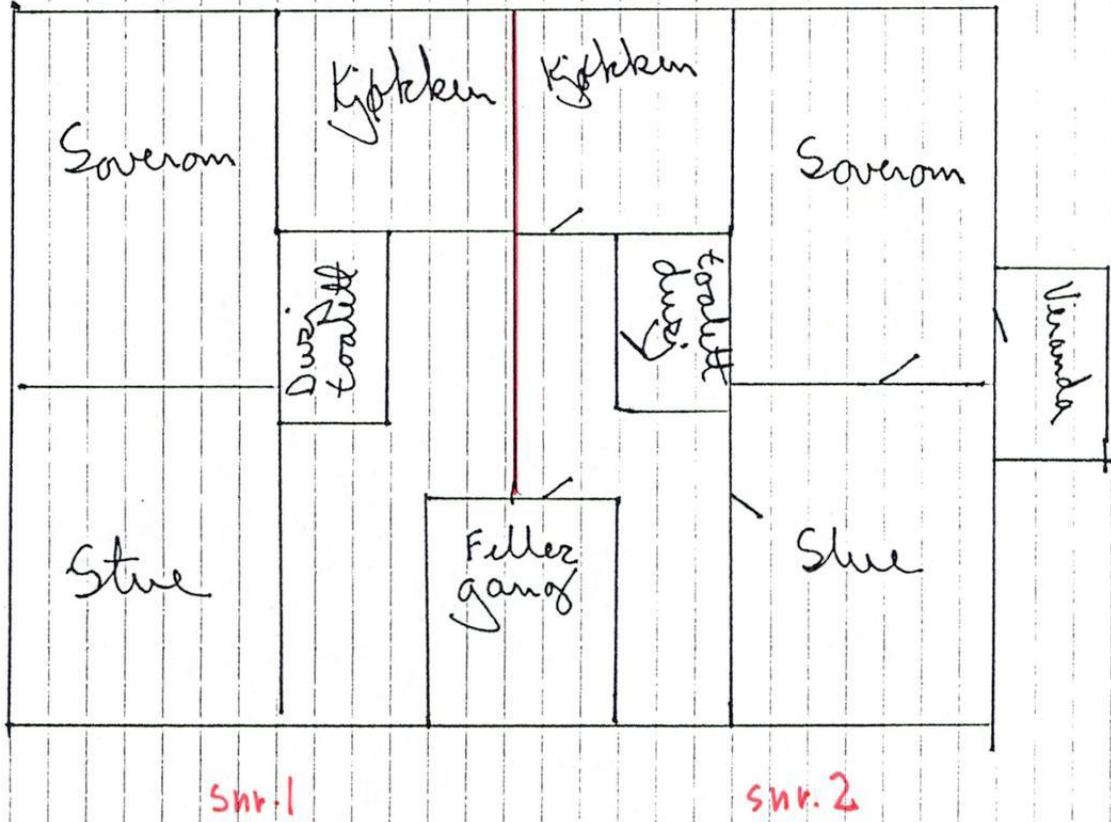 Kjøkken
Kjøkken
Soverom
Soverom
Dusj
toalett
toalett
dusj
Veranda
Stue
Felles
gang
Stue
snr.1
snr.2